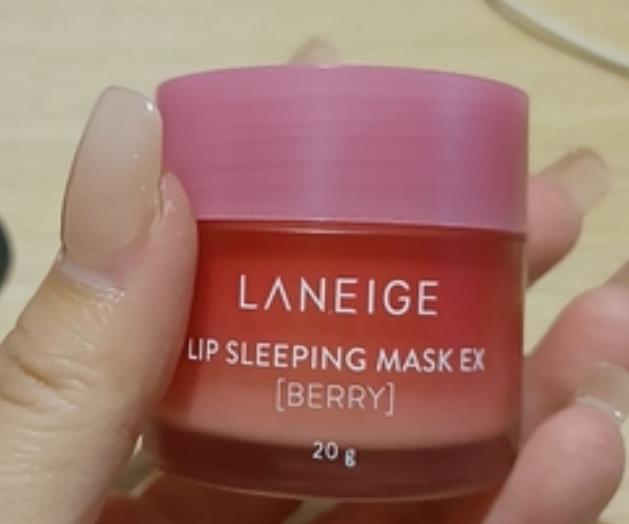 LANEIGE
LIP SLEEPING MASK EX
[BERRY]
20 g